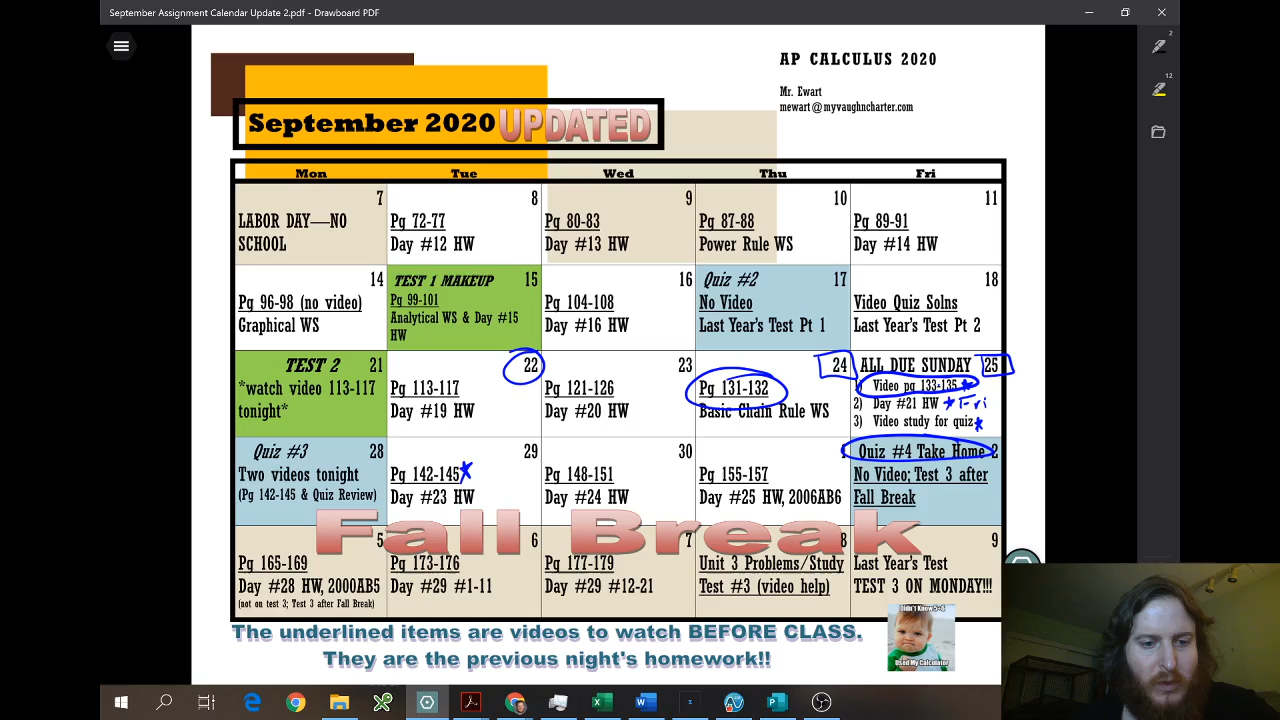 September Assignment Calendar Update 2.pdf - Drawboard PDF
2
12
AP CALCULUS 2020
Mr. Ewart
mewart@myvaughncharter.com
September 2020 UPDATED
Mon Tue Wed Thu Fri
7
LABOR DAY—NO
SCHOOL
8
Pg 72-77
Day #12 HW
9
Pg 80-83
Day #13 HW
10
Pg 87-88
Power Rule WS
11
Pg 89-91
Day #14 HW
14
Pg 96-98 (no video)
Graphical WS
TEST 1 MAKEUP 15
Pg 99-101
Analytical WS & Day #15
HW
16
Pg 104-108
Day #16 HW
Quiz #2 17
No Video
Last Year's Test Pt 1
18
Video Quiz Solns
Last Year's Test Pt 2
TEST 2 21
*watch video 113-117
tonight*
22
Pg 113-117
Day #19 HW
23
Pg 121-126
Day #20 HW
24
Pg 131-132
Basic Chain Rule WS
ALL DUE SUNDAY 25
1) Video pg 133-135
2) Day #21 HW Fri
3) Video study for quiz
Quiz #3 28
Two videos tonight
(Pg 142-145 & Quiz Review)
29
Pg 142-145
Day #23 HW
30
Pg 148-151
Day #24 HW
Pg 155-157
Day #25 HW, 2006AB6
Quiz #4 Take Home 2
No Video; Test 3 after
Fall Break
Fall Break
5
Pg 165-169
Day #28 HW, 2000AB5
(not on test 3; Test 3 after Fall Break)
6
Pg 173-176
Day #29 #1-11
7
Pg 177-179
Day #29 #12-21
8
Unit 3 Problems/Study
Test #3 (video help)
9
Last Year's Test
TEST 3 ON MONDAY!!!
The underlined items are videos to watch BEFORE CLASS.
They are the previous night's homework!!
Used My Calculator